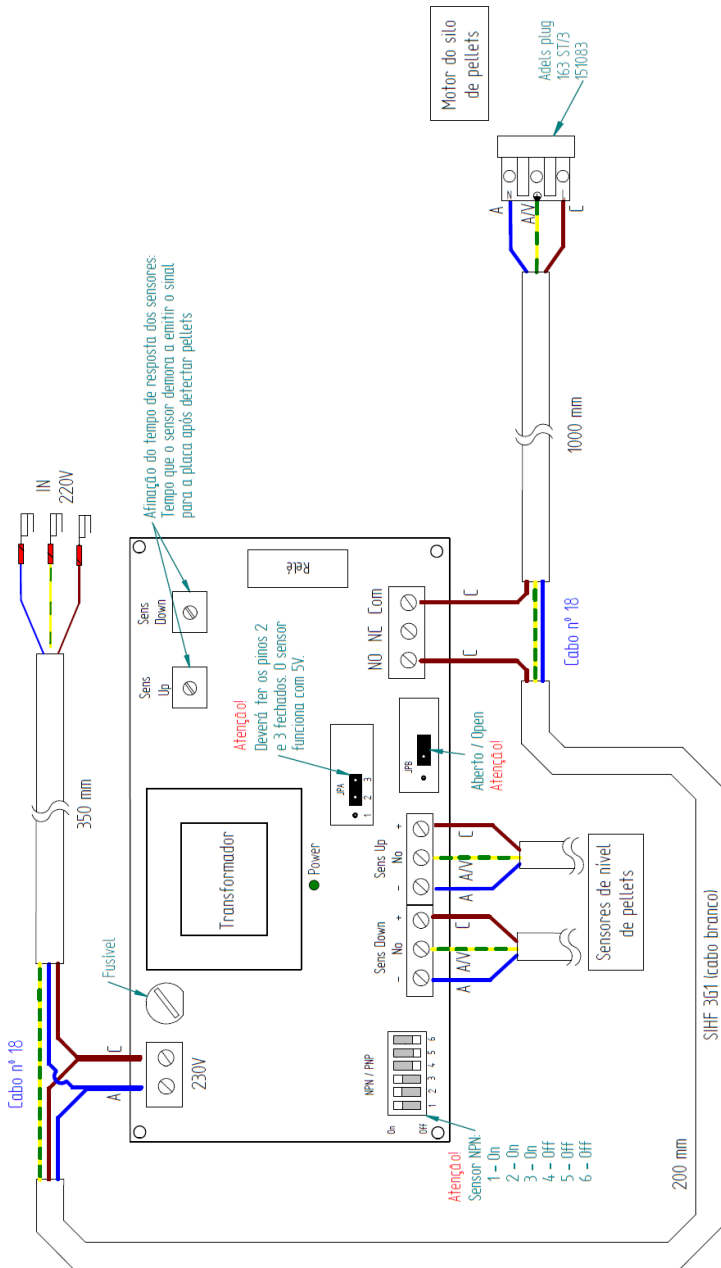 Cabo nº 18
350 mm
IN
220V
A
C
230V
Fusivel
Transformador
Power
Sens
Up
Sens
Down
Afinação do tempo de resposta dos sensores:
Tempo que o sensor demora a emitir o sinal
para a placa após detectar pellets
Relé
Atenção!
Deverá ter os pinos 2
e 3 fechados. O sensor
funciona com 5V.
JPA
1 2 3
JPB
Aberto / Open
Atenção!
NPN / PNP
On
Off
1 2 3 4 5 6
Atenção!
Sensor NPN:
1 - On
2 - On
3 - On
4 - Off
5 - Off
6 - Off
Sens Down
- No +
A A/V C
Sens Up
- No +
A A/V C
Sensores de nível
de pellets
NO NC Com
C
C
Cabo nº 18
1000 mm
A
A/V
C
N
L
Motor do silo
de pellets
Adels plug
163 ST/3
151083
200 mm
SIHF 3G1 (cabo branco)